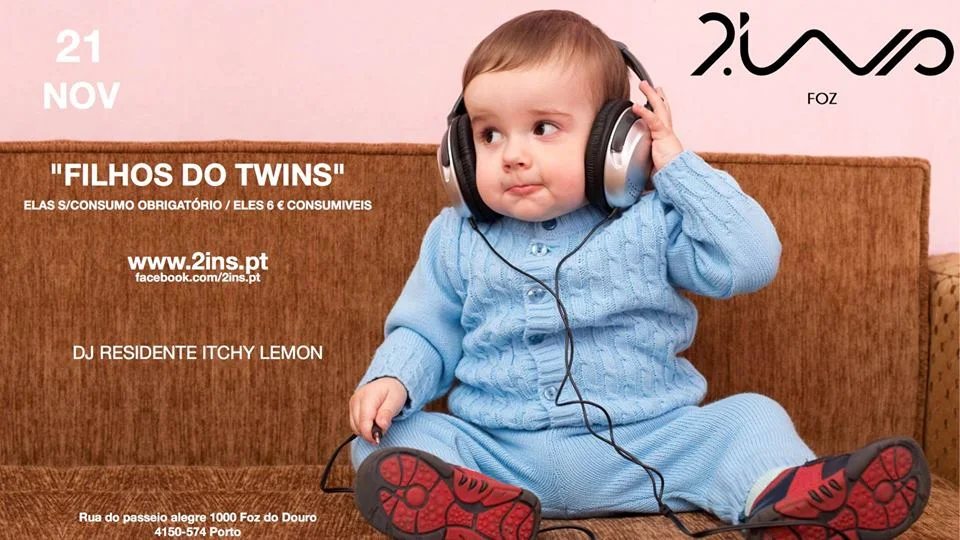 21
NOV
2ins
FOZ
"FILHOS DO TWINS"
ELAS S/CONSUMO OBRIGATÓRIO / ELES 6 € CONSUMIVEIS
www.2ins.pt
facebook.com/2ins.pt
DJ RESIDENTE ITCHY LEMON
Rua do passeio alegre 1000 Foz do Douro
4150-574 Porto